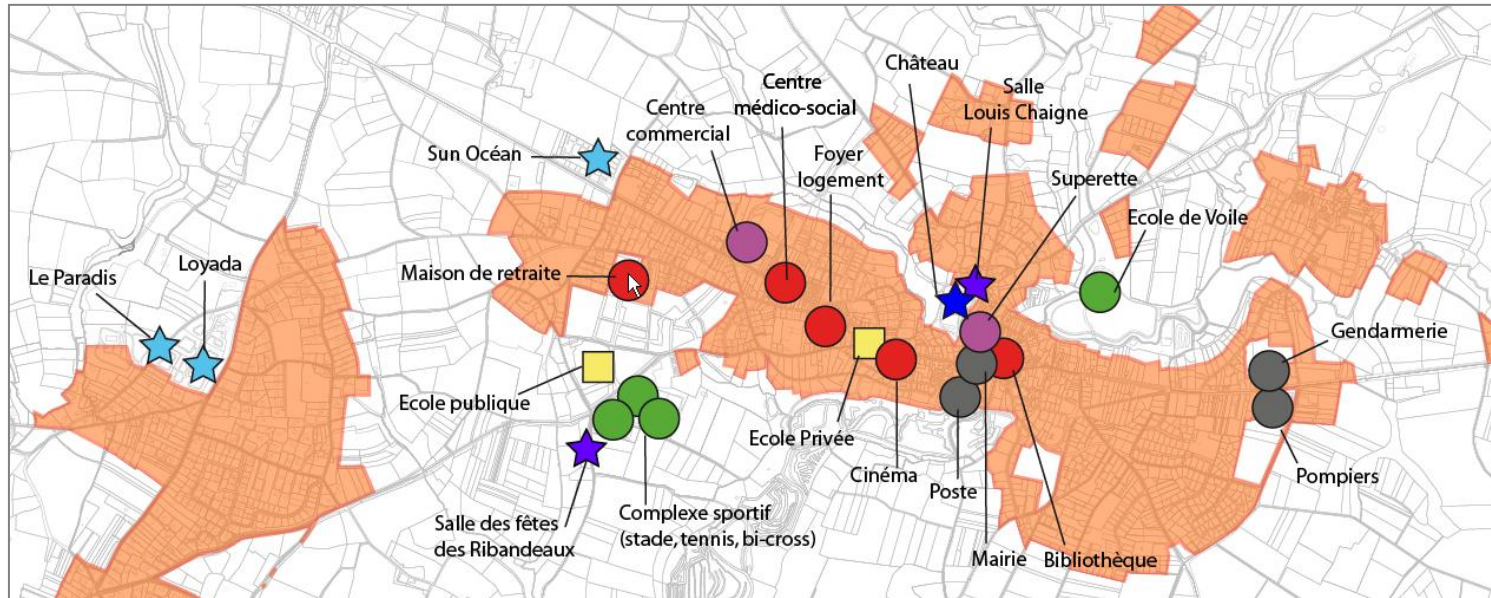 Château
Centre
médico-social
Salle
Louis Chaigne
Centre
commercial
Sun Océan
Foyer
logement
Superette
Ecole de Voile
Loyada
Maison de retraite
Le Paradis
Gendarmerie
Ecole publique
Ecole Privée
Cinéma
Poste
Pompiers
Salle des fêtes
des Ribandeaux
Complexe sportif
(stade, tennis, bi-cross)
Mairie
Bibliothèque